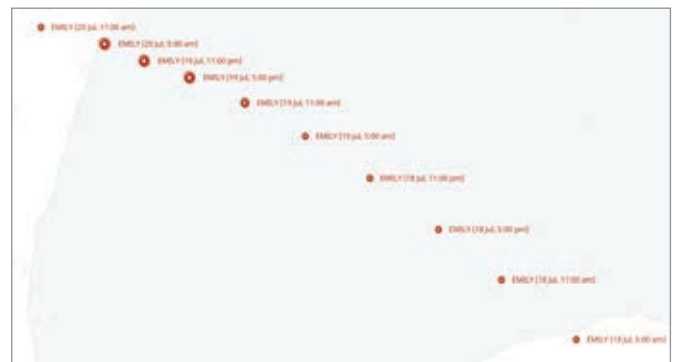 EMILY [20 Jul, 11:00 am]
EMILY [20 Jul, 5:00 am]
EMILY [19 Jul, 11:00 pm]
EMILY [19 Jul, 5:00 pm]
EMILY [19 Jul, 11:00 am]
EMILY [19 Jul, 5:00 am]
EMILY [18 Jul, 11:00 pm]
EMILY [18 Jul, 5:00 pm]
EMILY [18 Jul, 11:00 am]
EMILY [18 Jul, 5:00 am]